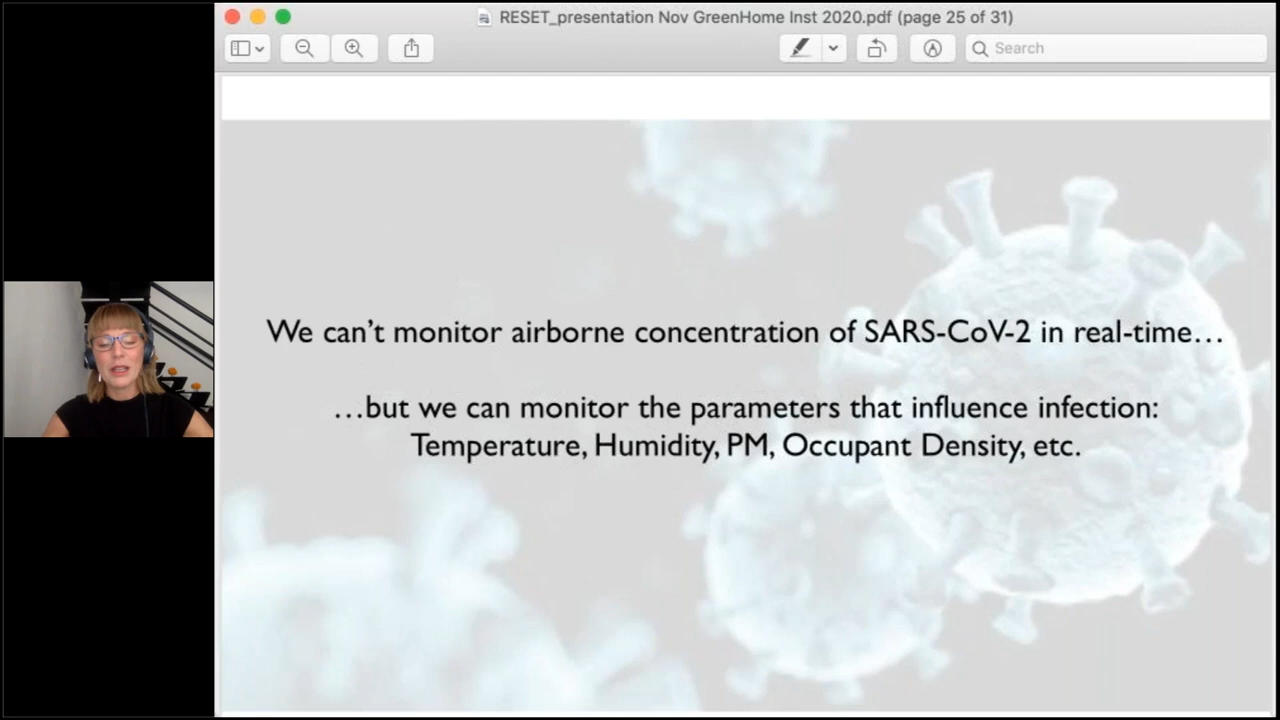 RESET_presentation Nov GreenHome Inst 2020.pdf (page 25 of 31)
Search
We can’t monitor airborne concentration of SARS-CoV-2 in real-time…
…but we can monitor the parameters that influence infection:
Temperature, Humidity, PM, Occupant Density, etc.